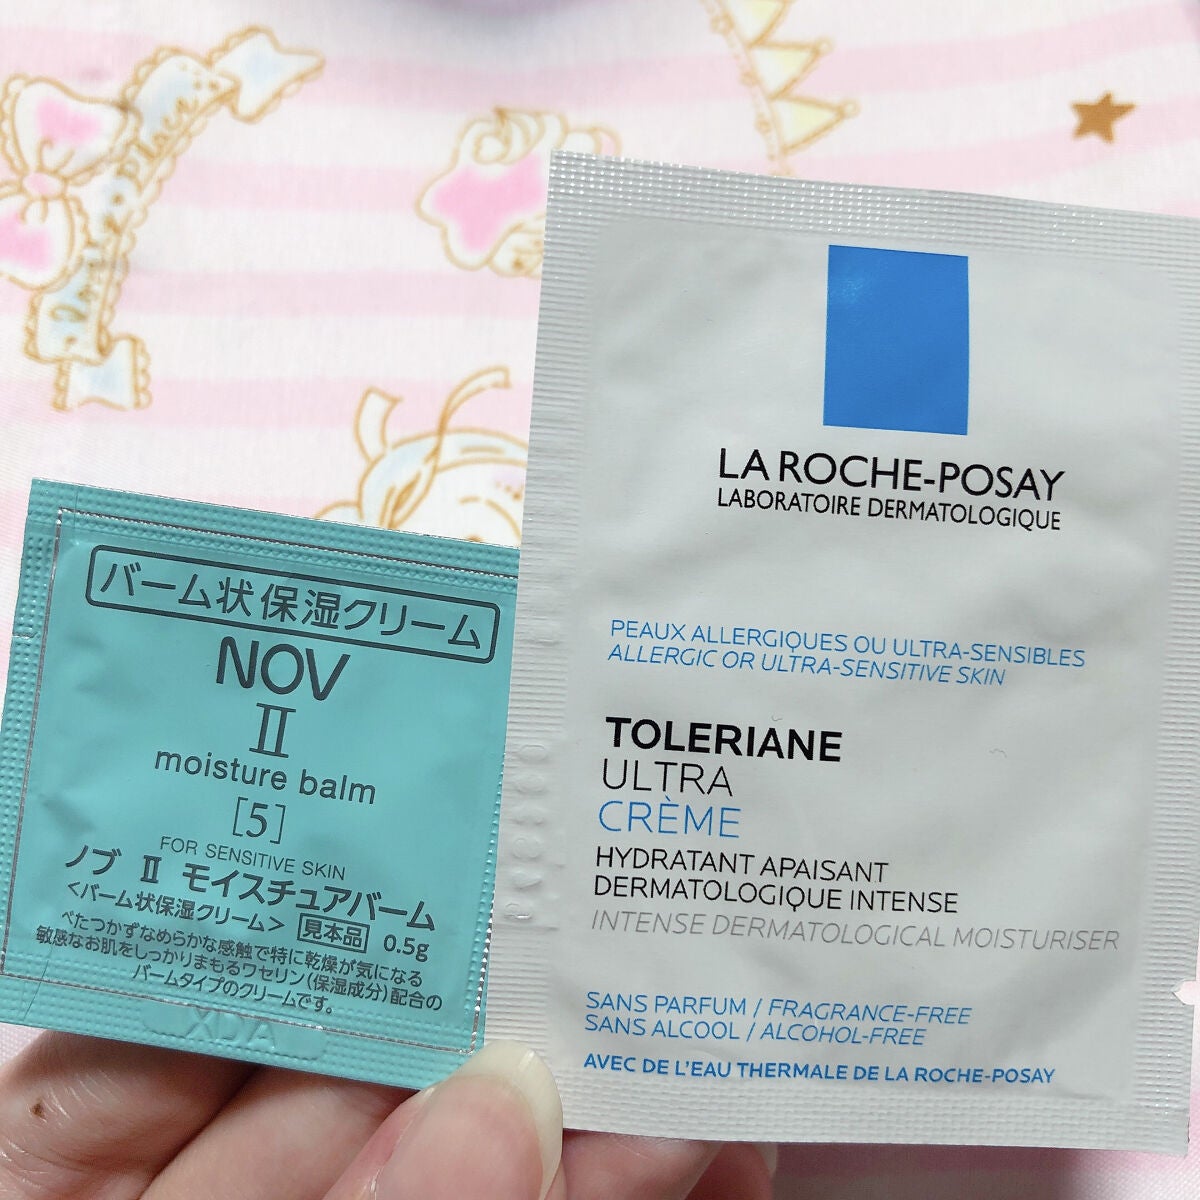 バーム状保湿クリーム
NOV
Ⅱ
moisture balm
[5]
FOR SENSITIVE SKIN
ノブ Ⅱ モイスチュアバーム
<バーム状保湿クリーム> 見本品 0.5g
べたつかずなめらかな感触で特に乾燥が気になる
敏感なお肌をしっかりまもるワセリン(保湿成分)配合の
バームタイプのクリームです。
LA ROCHE-POSAY
LABORATOIRE DERMATOLOGIQUE
PEAUX ALLERGIQUES OU ULTRA-SENSIBLES
ALLERGIC OR ULTRA-SENSITIVE SKIN
TOLERIANE
ULTRA
CRÈME
HYDRATANT APAISANT
DERMATOLOGIQUE INTENSE
INTENSE DERMATOLOGICAL MOISTURISER
SANS PARFUM / FRAGRANCE-FREE
SANS ALCOOL / ALCOHOL-FREE
AVEC DE L'EAU THERMALE DE LA ROCHE-POSAY